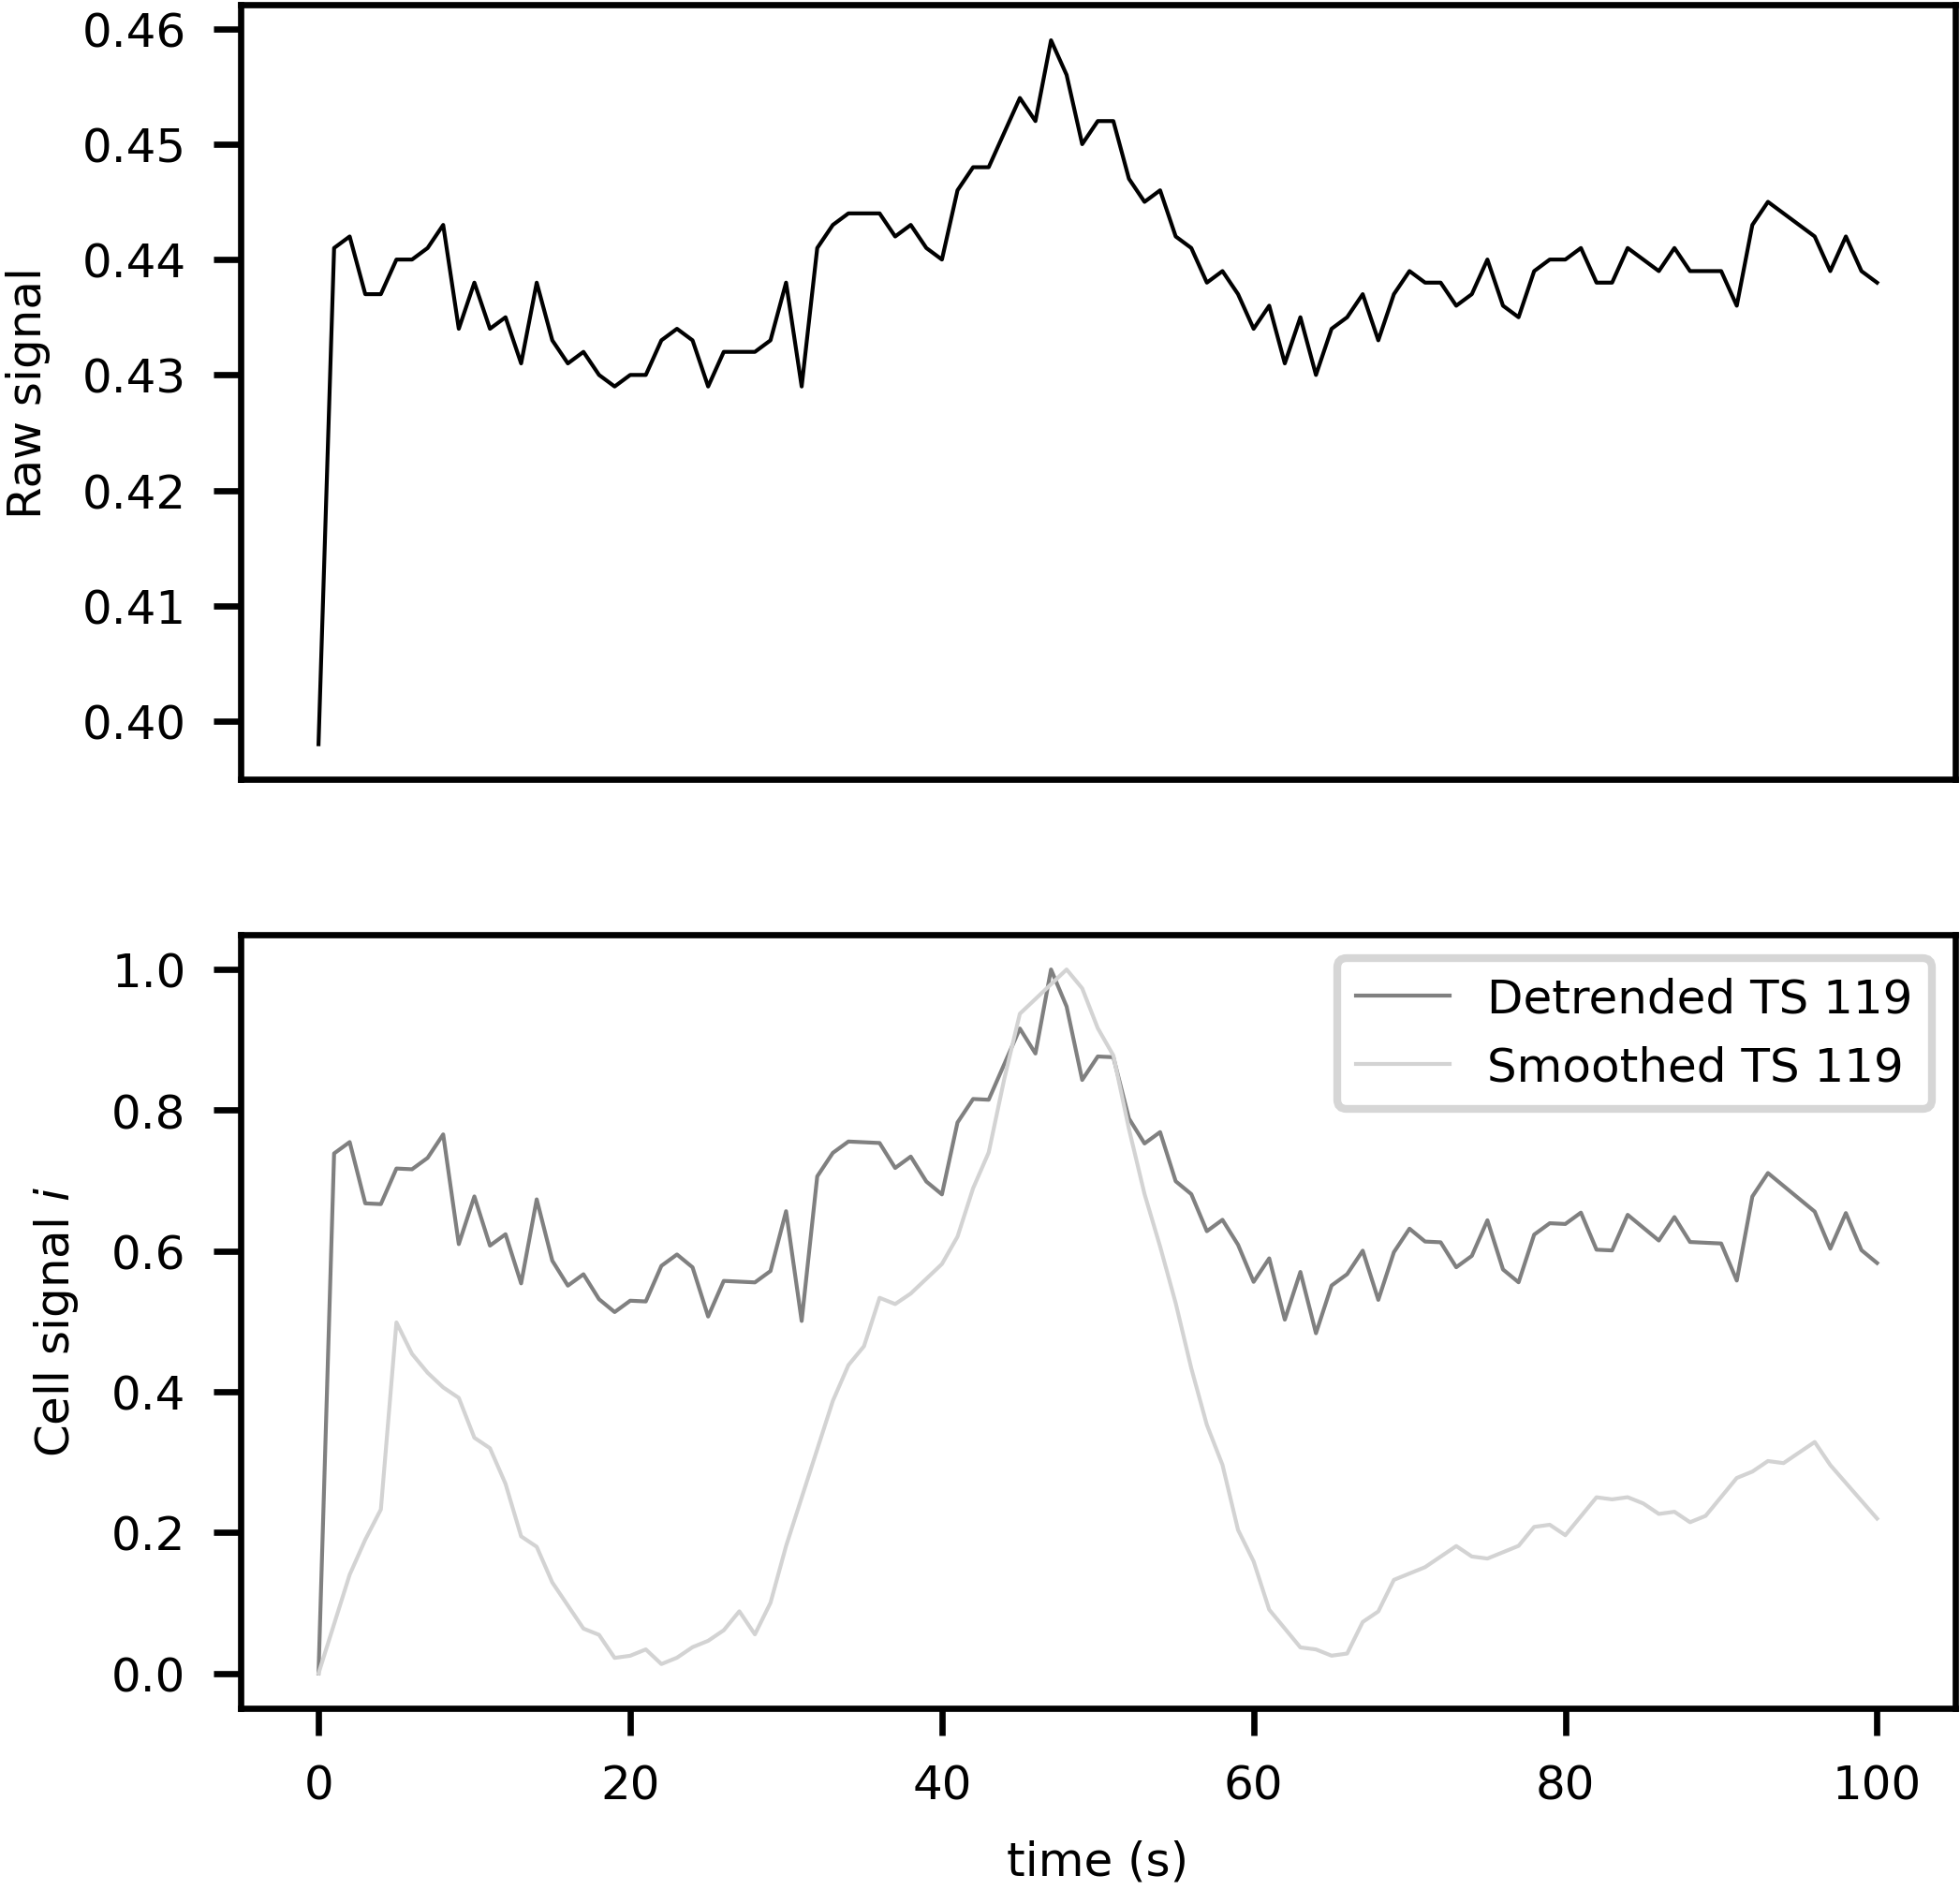 0.46
0.45
0.44
0.43
0.42
0.41
0.40
Raw signal
1.0
0.8
0.6
0.4
0.2
0.0
Cell signal i
Detrended TS 119
Smoothed TS 119
0 20 40 60 80 100
time (s)